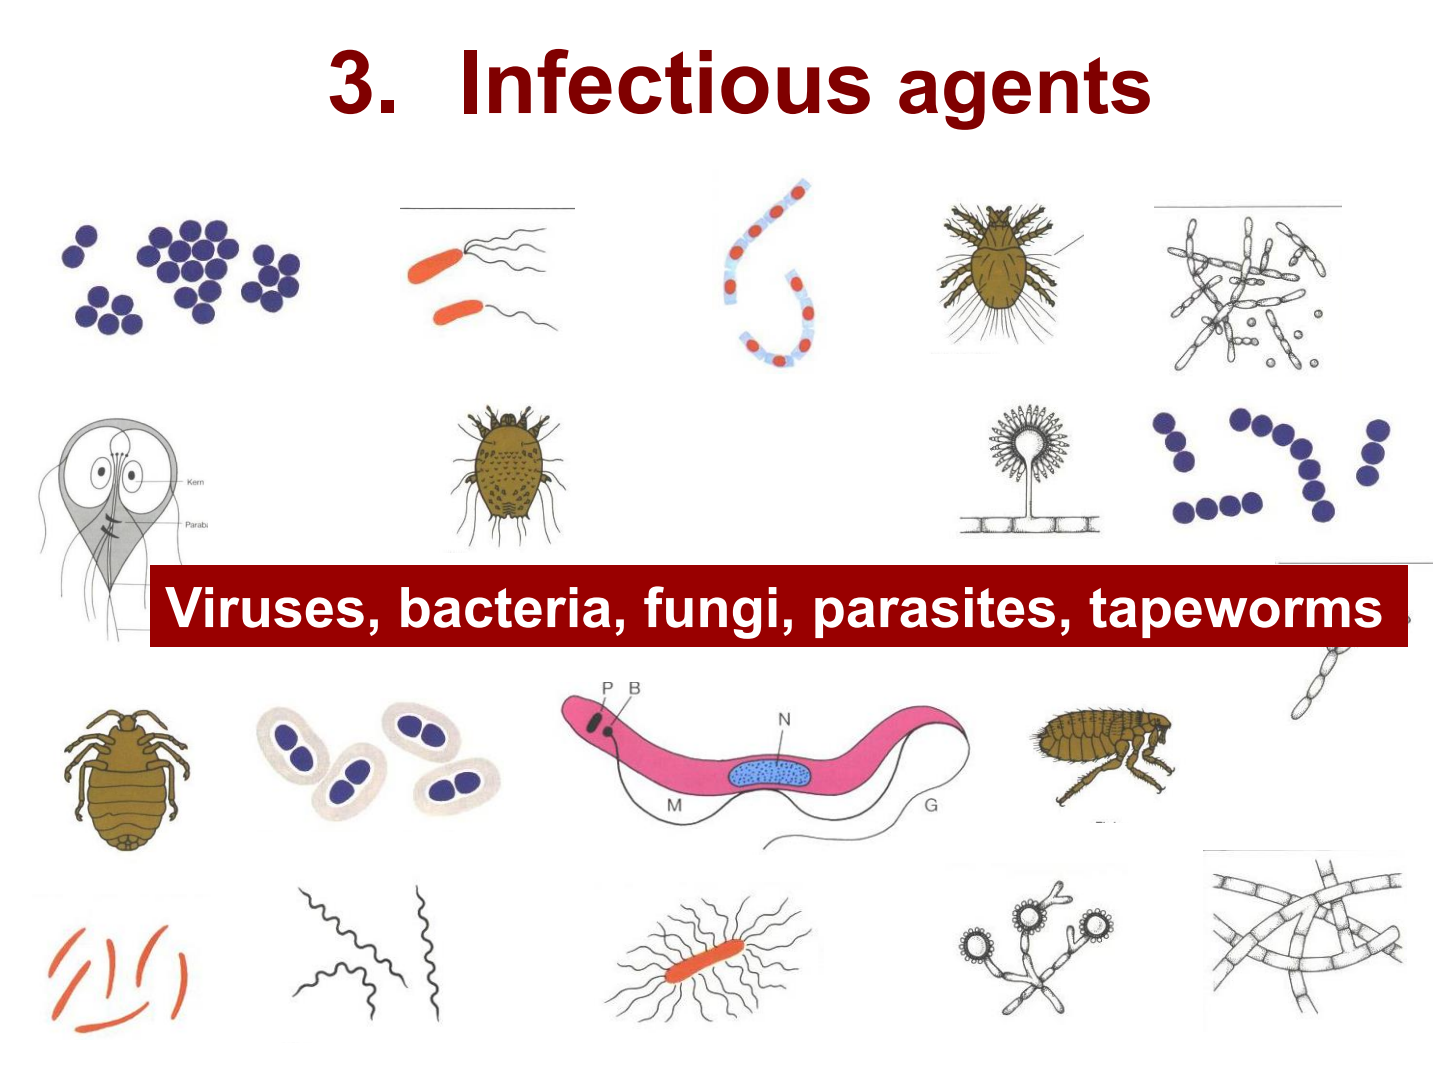 3. Infectious agents
Kern
Viruses, bacteria, fungi, parasites, tapeworms
P B
N
M
G